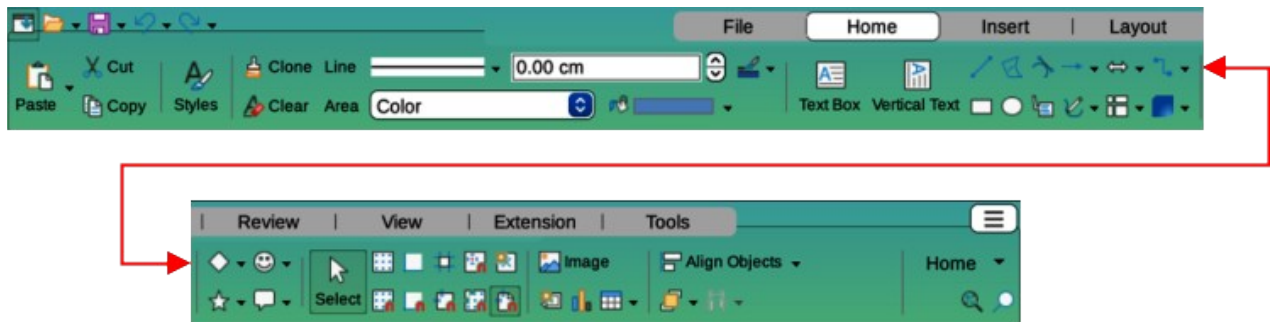 File Home Insert | Layout
Cut Clone Line 0.00 cm
Paste Copy Styles Clear Area Color Text Box Vertical Text
| Review | View | Extension | Tools
Image Align Objects Home
Select